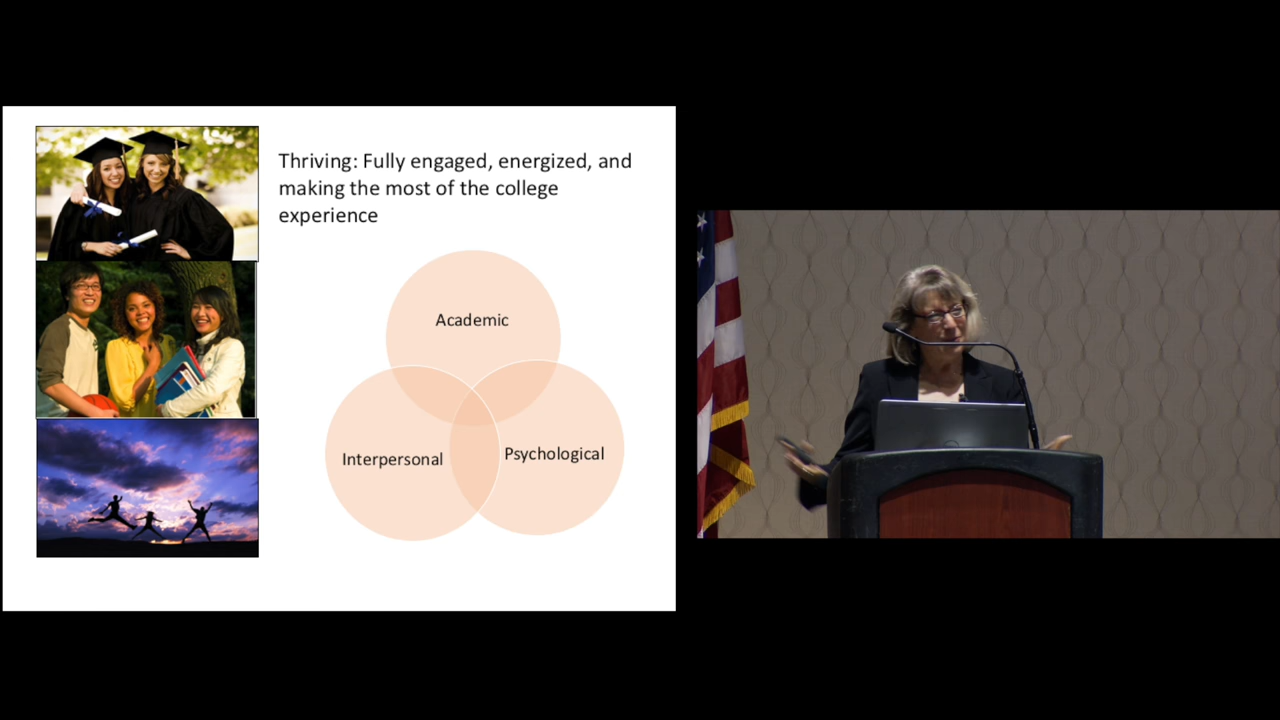 Thriving: Fully engaged, energized, and
making the most of the college
experience
Academic
Interpersonal
Psychological